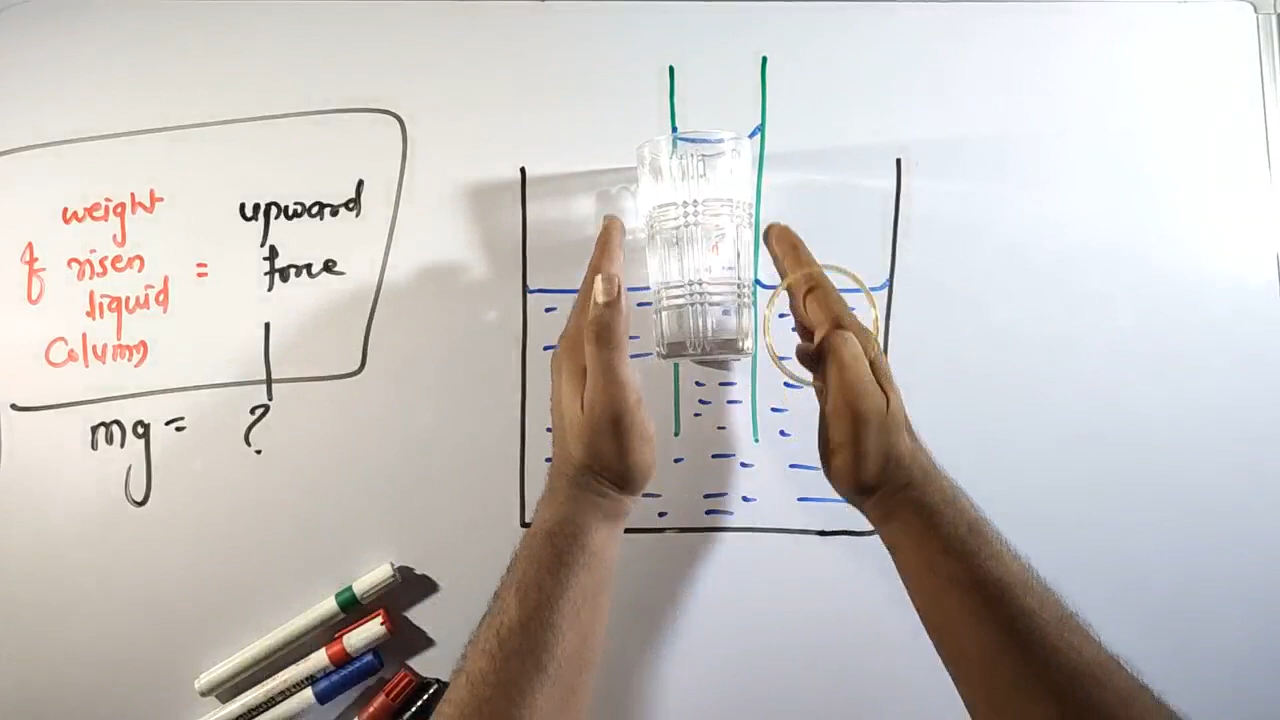 weight upward
of risen = force
liquid
Column
mg = ?